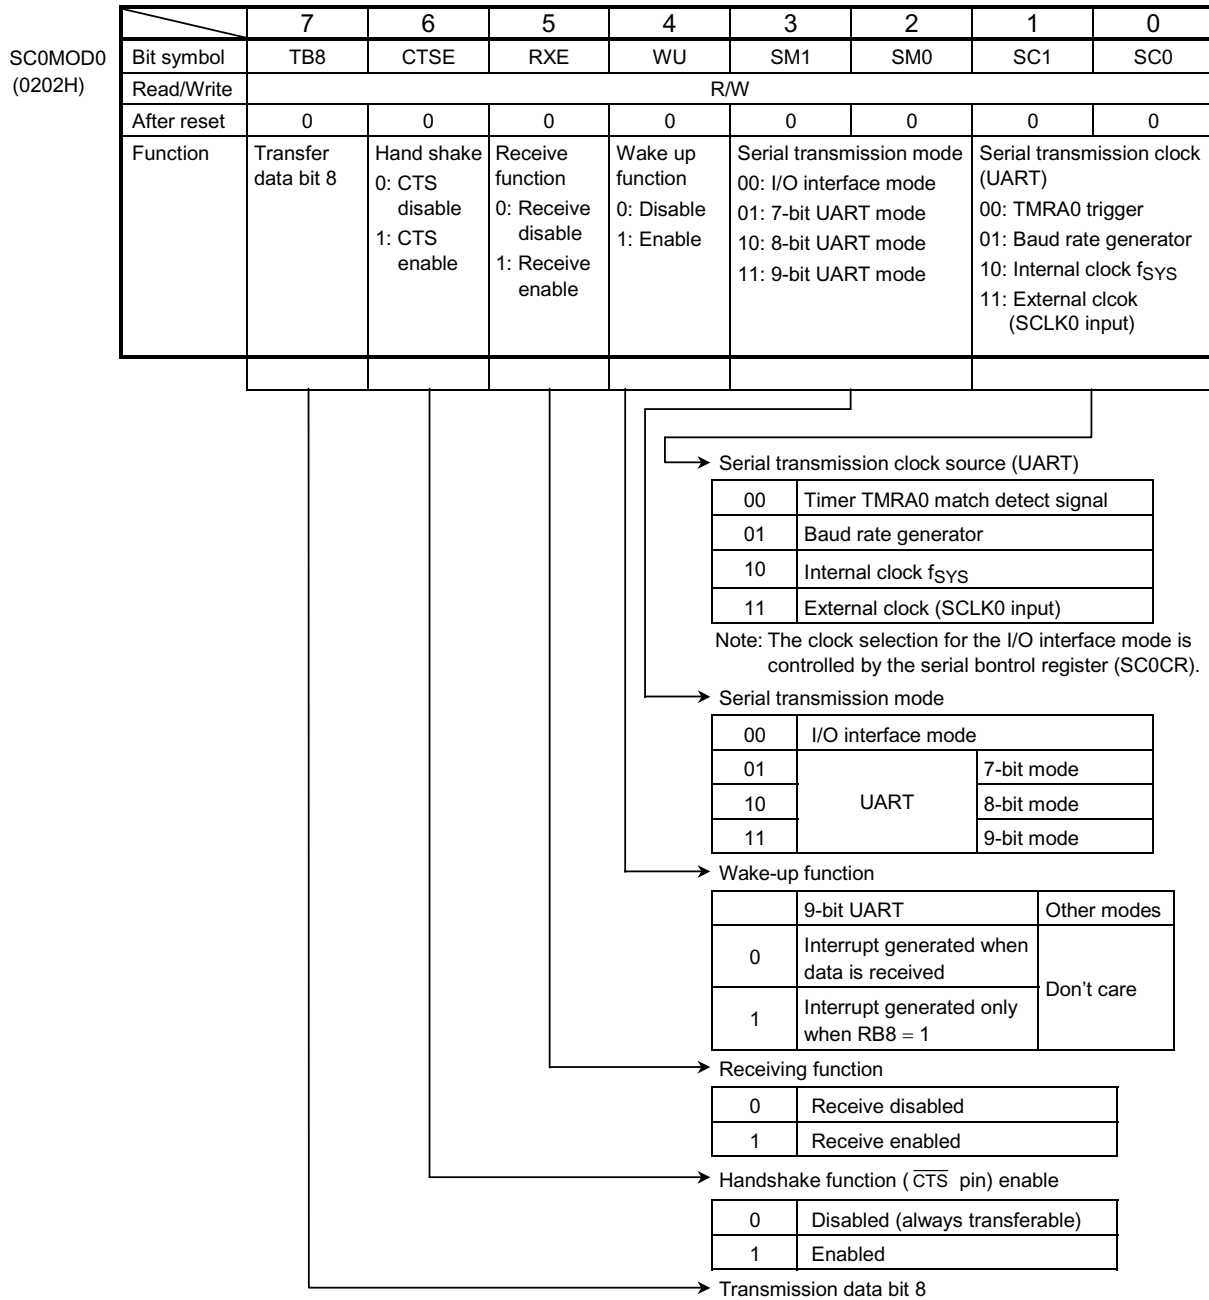 7 6 5 4 3 2 1 0
SC0MOD0
(0202H)
Bit symbol TB8 CTSE RXE WU SM1 SM0 SC1 SC0
Read/Write R/W
After reset 0 0 0 0 0 0 0 0
Function
Transfer
data bit 8
Hand shake
0: CTS
disable
1: CTS
enable
Receive
function
0: Receive
disable
1: Receive
enable
Wake up
function
0: Disable
1: Enable
Serial transmission mode
00: I/O interface mode
01: 7-bit UART mode
10: 8-bit UART mode
11: 9-bit UART mode
Serial transmission clock
(UART)
00: TMRA0 trigger
01: Baud rate generator
10: Internal clock fSYS
11: External clcok
(SCLK0 input)
Serial transmission clock source (UART)
00 Timer TMRA0 match detect signal
01 Baud rate generator
10 Internal clock fSYS
11 External clock (SCLK0 input)
Note: The clock selection for the I/O interface mode is
controlled by the serial bontrol register (SC0CR).
Serial transmission mode
00 I/O interface mode
01 7-bit mode
10 UART 8-bit mode
11 9-bit mode
Wake-up function
9-bit UART Other modes
0 Interrupt generated when
data is received
Don't care
1 Interrupt generated only
when RB8 = 1
Receiving function
0 Receive disabled
1 Receive enabled
Handshake function ( C̅T̅S̅ pin) enable
0 Disabled (always transferable)
1 Enabled
Transmission data bit 8